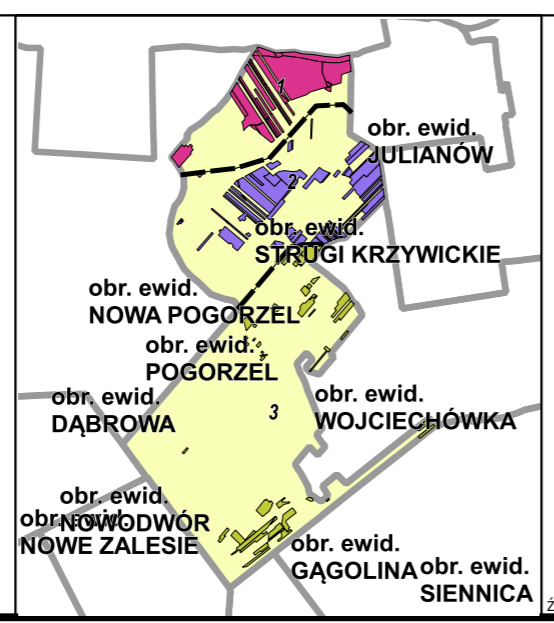 1
obr. ewid.
JULIANÓW
2
obr. ewid.
STRUGI KRZYWICKIE
obr. ewid.
NOWA POGORZEL
obr. ewid.
POGORZEL
obr. ewid.
DĄBROWA
3
obr. ewid.
WOJCIECHÓWKA
obr. ewid.
NOWODWÓR
obr. ewid.
NOWE ZALESIE
obr. ewid.
GĄGOLINA
obr. ewid.
SIENNICA
Ź